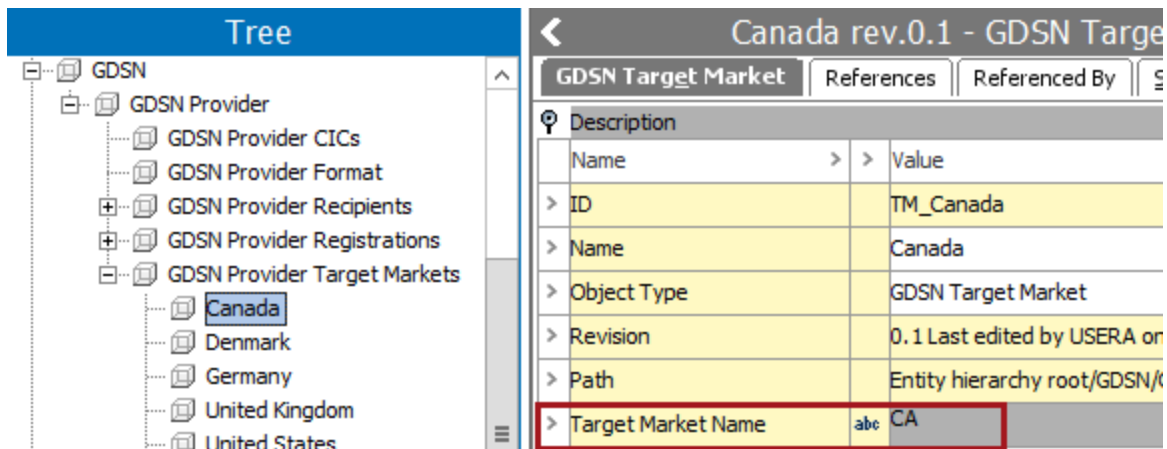 Tree
GDSN
GDSN Provider
GDSN Provider CICs
GDSN Provider Format
GDSN Provider Recipients
GDSN Provider Registrations
GDSN Provider Target Markets
Canada
Denmark
Germany
United Kingdom
United States
Canada rev.0.1 - GDSN Targe
GDSN Target Market References Referenced By S
Description
Name > > Value
> ID TM_Canada
> Name Canada
> Object Type GDSN Target Market
> Revision 0.1 Last edited by USERA on
> Path Entity hierarchy root/GDSN/
> Target Market Name abc CA